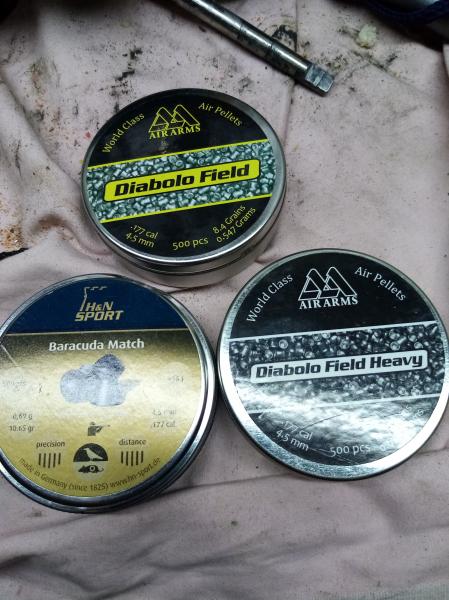 World Class
Air Pellets
AIR ARMS
Diabolo Field
.177 cal
4.5 mm
500 pcs
8.4 Grains
0.547 Grams
H&N
SPORT
Baracuda Match
0,69 g
10.65 gr
.177 cal
precision
distance
made in Germany (since 1825) www.hn-sport.de
World Class
Air Pellets
AIR ARMS
Diabolo Field Heavy
.177 cal
4.5 mm
500 pcs